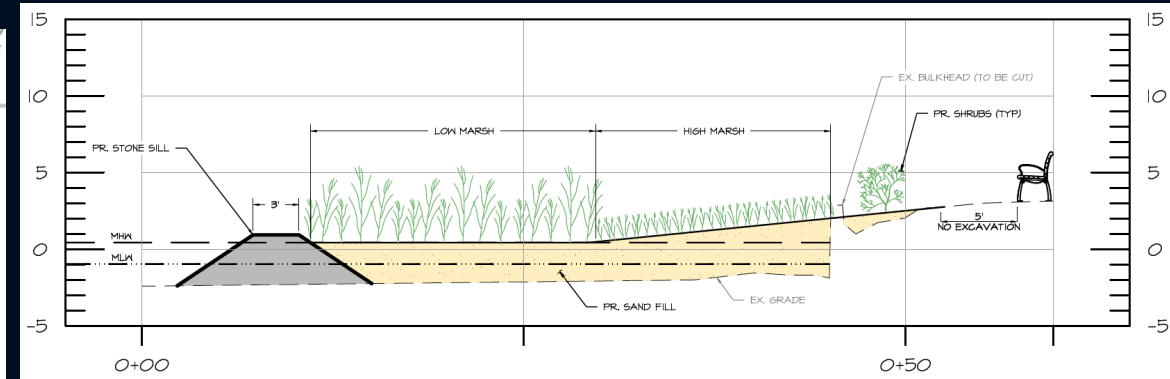 15
15
10
10
5
5
0
0
-5
-5
EX. BULKHEAD (TO BE CUT)
PR. SHRUBS (TYP)
LOW MARSH
HIGH MARSH
PR. STONE SILL
3'
MHW
MLW
5'
NO EXCAVATION
PR. SAND FILL
EX. GRADE
0+00
0+50